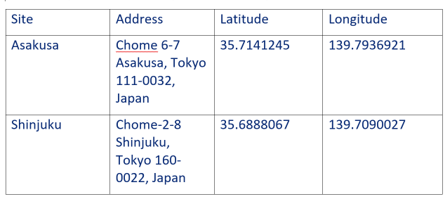 Site Address Latitude Longitude
Asakusa Chome 6-7 35.7141245 139.7936921
Asakusa, Tokyo
111-0032,
Japan
Shinjuku Chome-2-8 35.6888067 139.7090027
Shinjuku,
Tokyo 160-
0022, Japan